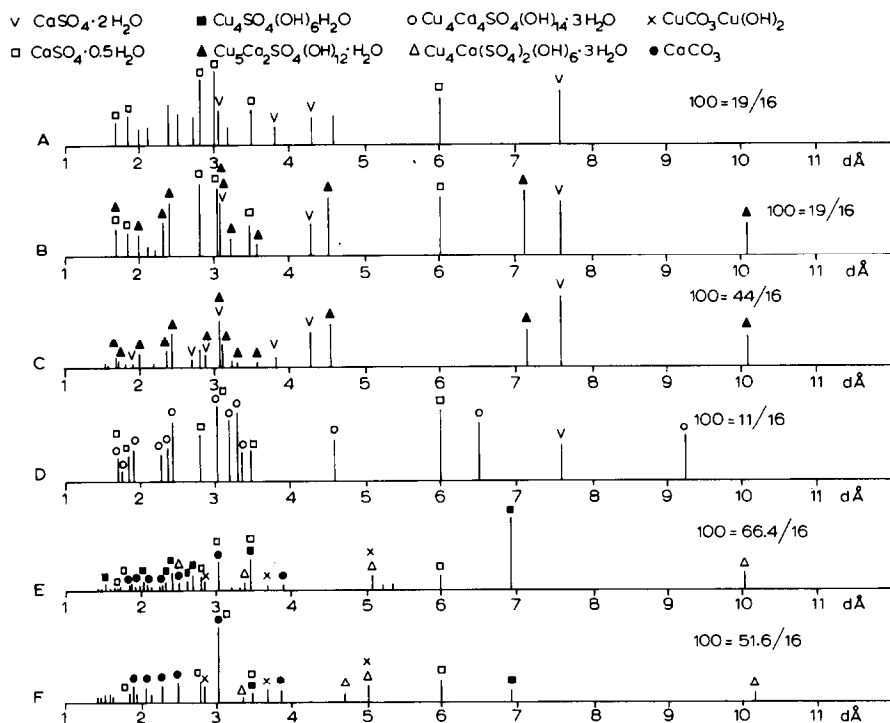 ∨ CaSO₄·2H₂O ■ Cu₄SO₄(OH)₆H₂O ○ Cu₄Ca₄SO₄(OH)₁₄·3H₂O × CuCO₃Cu(OH)₂
□ CaSO₄·0.5H₂O ▲ Cu₅Ca₂SO₄(OH)₁₂·H₂O △ Cu₄Ca(SO₄)₂(OH)₆·3H₂O ● CaCO₃
100=19/16
A
1 2 3 4 5 6 7 8 9 10 11 dÅ
100=19/16
B
1 2 3 4 5 6 7 8 9 10 11 dÅ
100=44/16
C
1 2 3 4 5 6 7 8 9 10 11 dÅ
100=11/16
D
1 2 3 4 5 6 7 8 9 10 11 dÅ
100=66.4/16
E
1 2 3 4 5 6 7 8 9 10 11 dÅ
100=51.6/16
F
1 2 3 4 5 6 7 8 9 10 11 dÅ